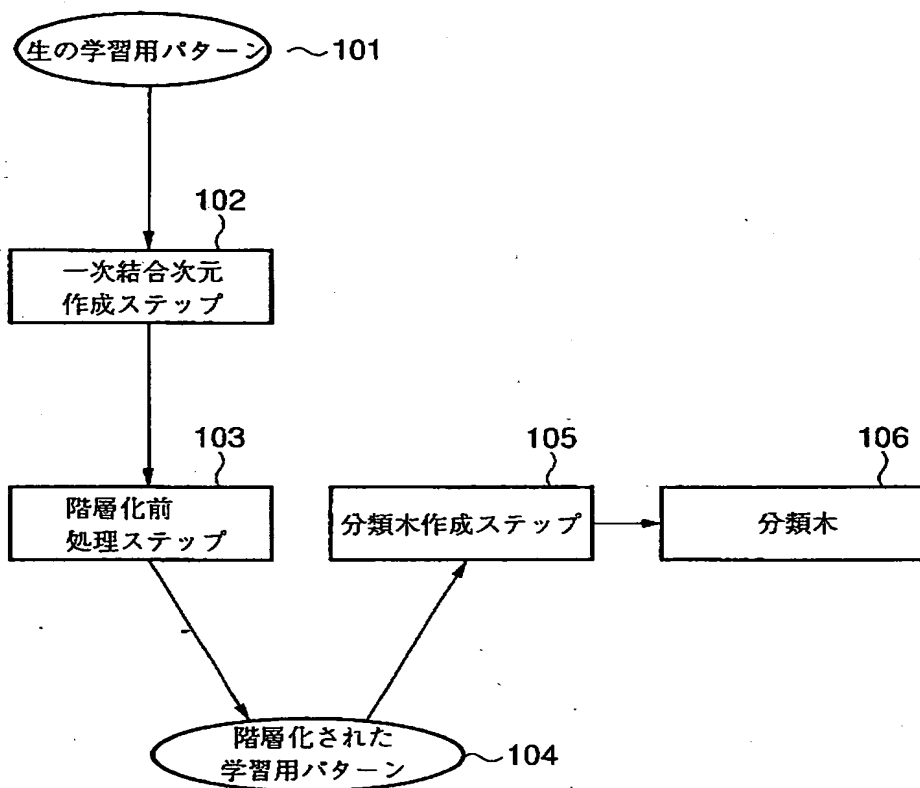 生の学習用パターン
101
102
一次結合次元
作成ステップ
103
階層化前
処理ステップ
105
分類木作成ステップ
106
分類木
階層化された
学習用パターン
104